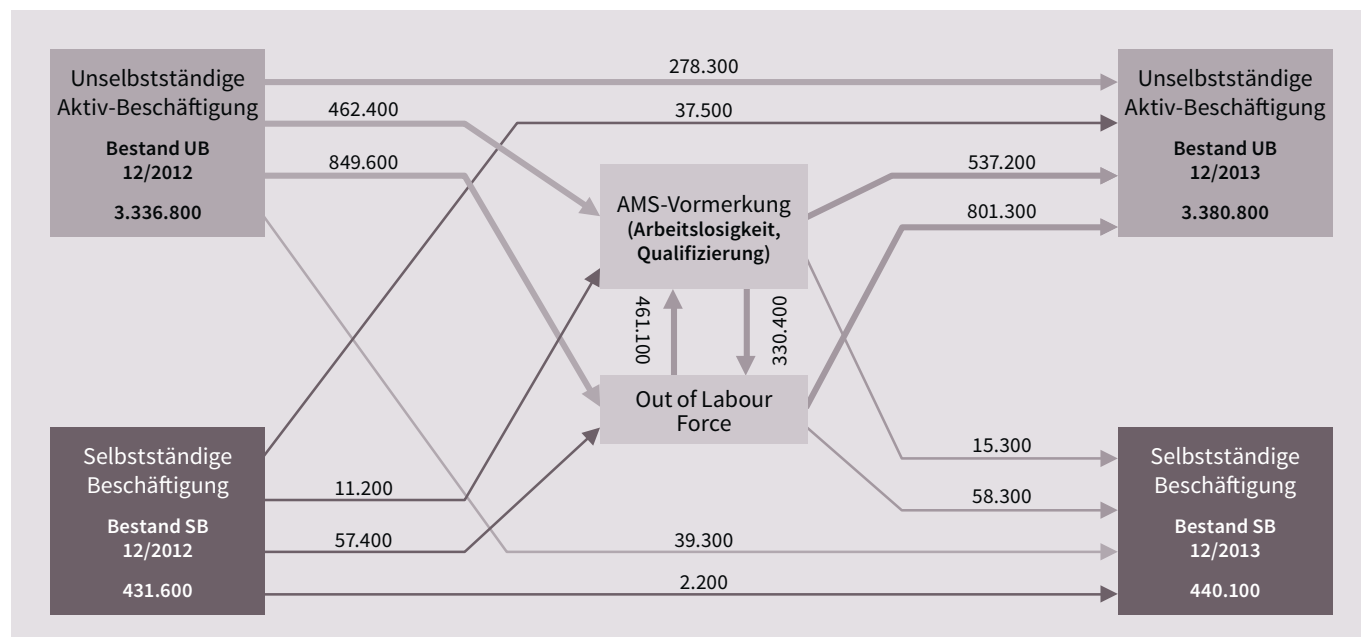 Unselbstständige
Aktiv-Beschäftigung
Bestand UB
12/2012
3.336.800
278.300
462.400
37.500
849.600
Unselbstständige
Aktiv-Beschäftigung
Bestand UB
12/2013
3.380.800
537.200
801.300
AMS-Vormerkung
(Arbeitslosigkeit,
Qualifizierung)
461.100
330.400
Out of Labour
Force
Selbstständige
Beschäftigung
Bestand SB
12/2012
431.600
11.200
57.400
15.300
58.300
39.300
2.200
Selbstständige
Beschäftigung
Bestand SB
12/2013
440.100